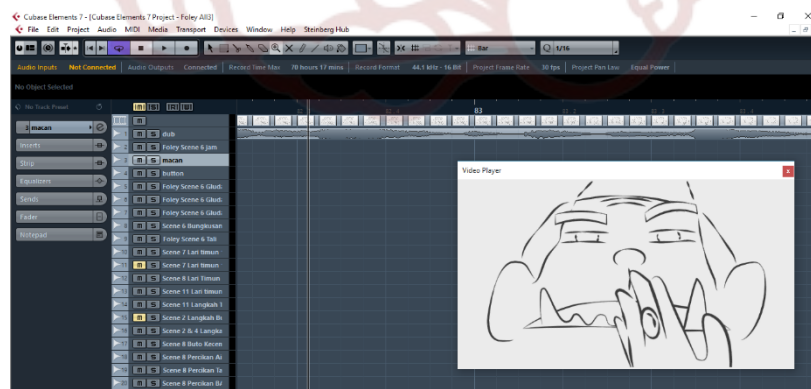 Cubase Elements 7 - [Cubase Elements 7 Project - Foley All3]
File Edit Project Audio MIDI Media Transport Devices Window Help Steinberg Hub
Bar
1/16
Audio Inputs Not Connected Audio Outputs Connected Record Time Max 70 hours 17 mins Record Format 44.1 kHz - 16 Bit Project Frame Rate 30 fps Project Pan Law Equal Power
No Object Selected
No Track Preset
83
3 macan
Inserts
Strip
Equalizers
Sends
Fader
Notepad
M S dub
M S Foley Scene 6 jam
M S macan
M S button
M S Foley Scene 6 Glud
M S Foley Scene 6 Glud
M S Foley Scene 6 Glud
M S Scene 6 Bungkusan
M S Foley Scene 6 Tali
M S Scene 7 Lari timun
M S Scene 7 Lari timun
M S Scene 8 Lari Timun
M S Scene 11 Lari timun
M S Scene 11 Langkah
M S Scene 2 Langkah
M S Scene 2 & 4 Langka
M S Scene 8 Buto Kecen
M S Scene 8 Percikan Ai
M S Scene 8 Percikan Ta
M S Scene 8 Percikan
Video Player